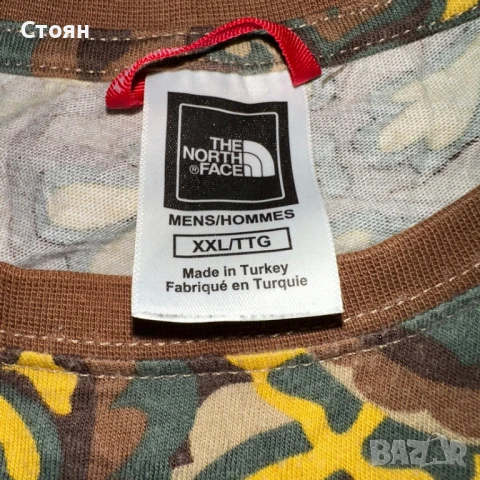 Стоян
THE
NORTH
®FACE
MENS/HOMMES
XXL/TTG
Made in Turkey
Fabriqué en Turquie
BAZAR